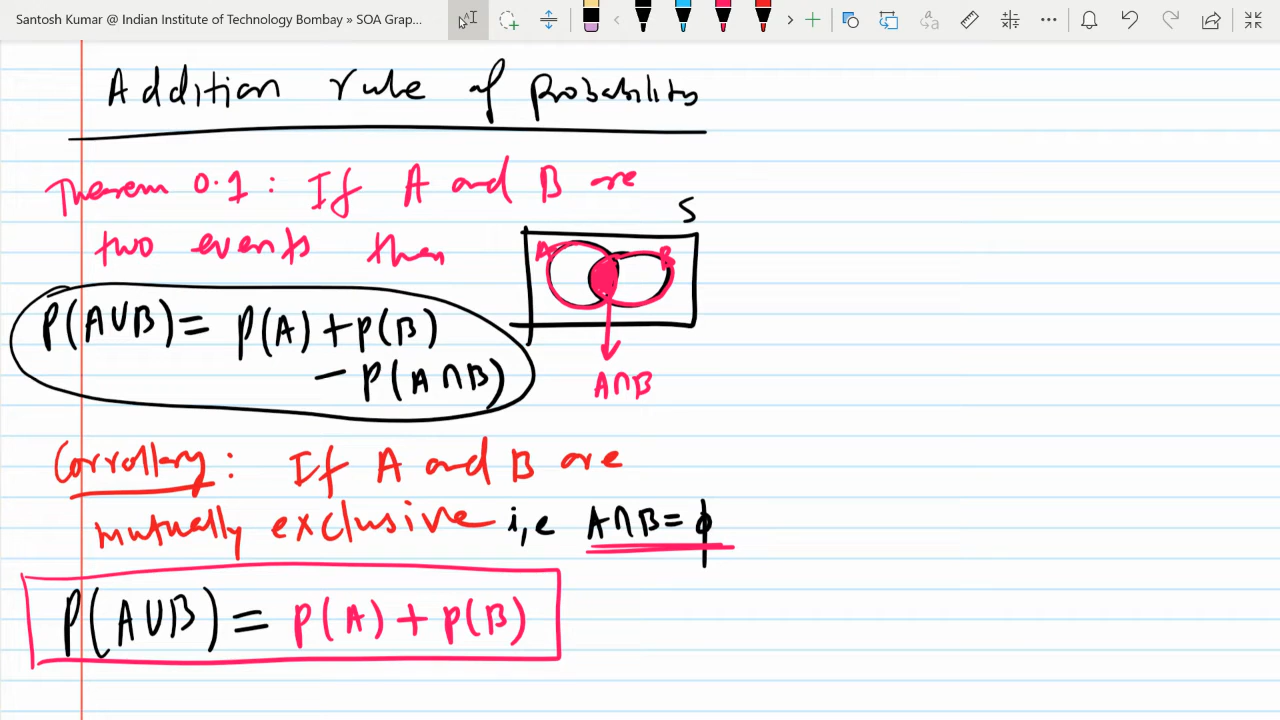 Santosh Kumar @ Indian Institute of Technology Bombay » SOA Grap...
Addition rule of probability
Theorem 0.1 : If A and B are
two events then
S
A B
P(A∪B) = P(A) + P(B)
- P(A∩B)
A∩B
Corrollary : If A and B are
mutually exclusive i,e A∩B = ϕ
P(A∪B) = P(A) + P(B)